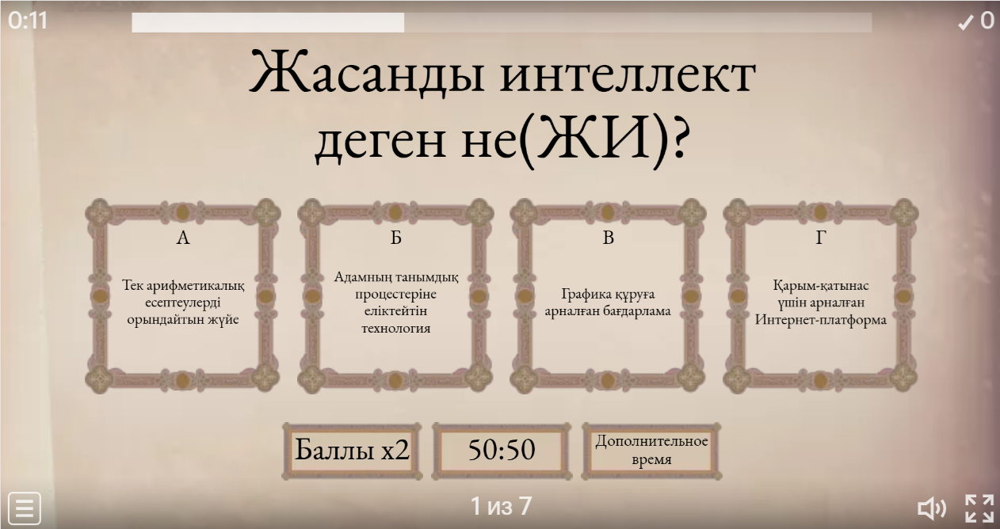 0:11
0
Жасанды интеллект
деген не(ЖИ)?
А
Тек арифметикалық
есептеулерді
орындайтын жүйе
Б
Адамның танымдық
процестеріне
еліктейтін
технология
В
Графика құруға
арналған бағдарлама
Г
Қарым-қатынас
үшін арналған
Интернет-платформа
Баллы x2
50:50
Дополнительное
время
1 из 7